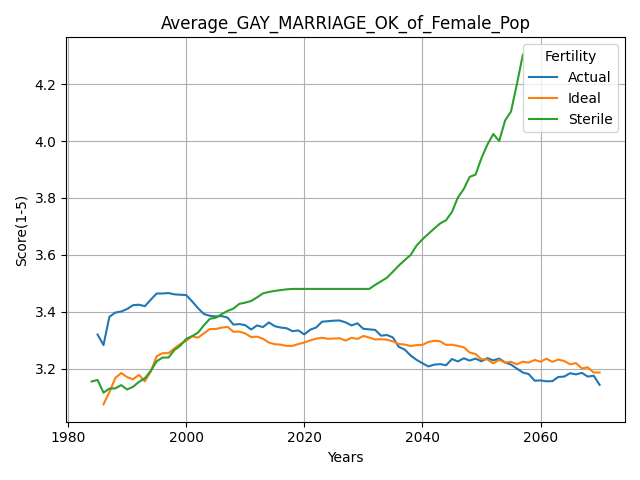 Average_GAY_MARRIAGE_OK_of_Female_Pop
Fertility
Actual
Ideal
Sterile
Score(1-5)
4.2
4.0
3.8
3.6
3.4
3.2
1980 2000 2020 2040 2060
Years